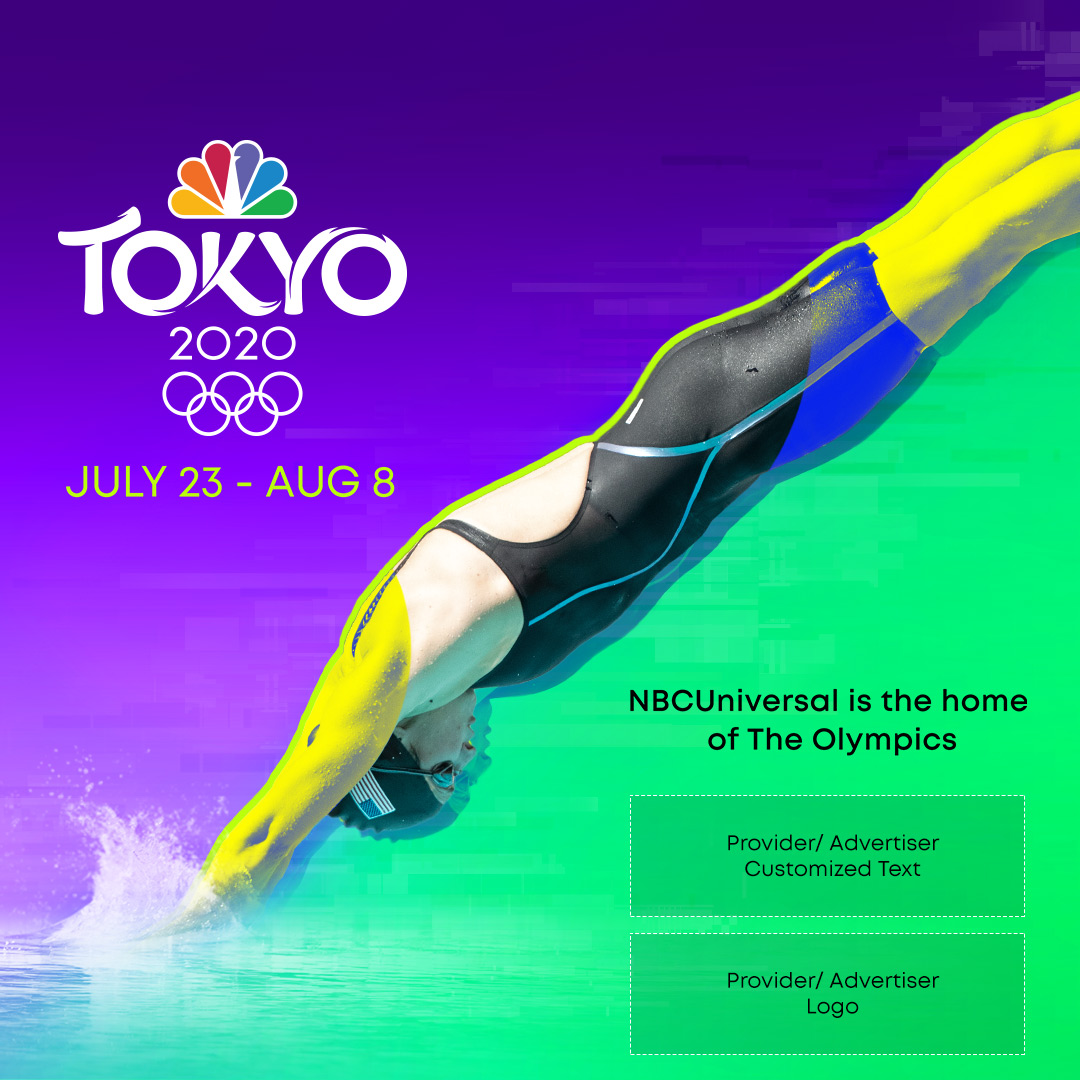 TOKYO
2020
JULY 23 - AUG 8
NBCUniversal is the home
of The Olympics
Provider/ Advertiser
Customized Text
Provider/ Advertiser
Logo